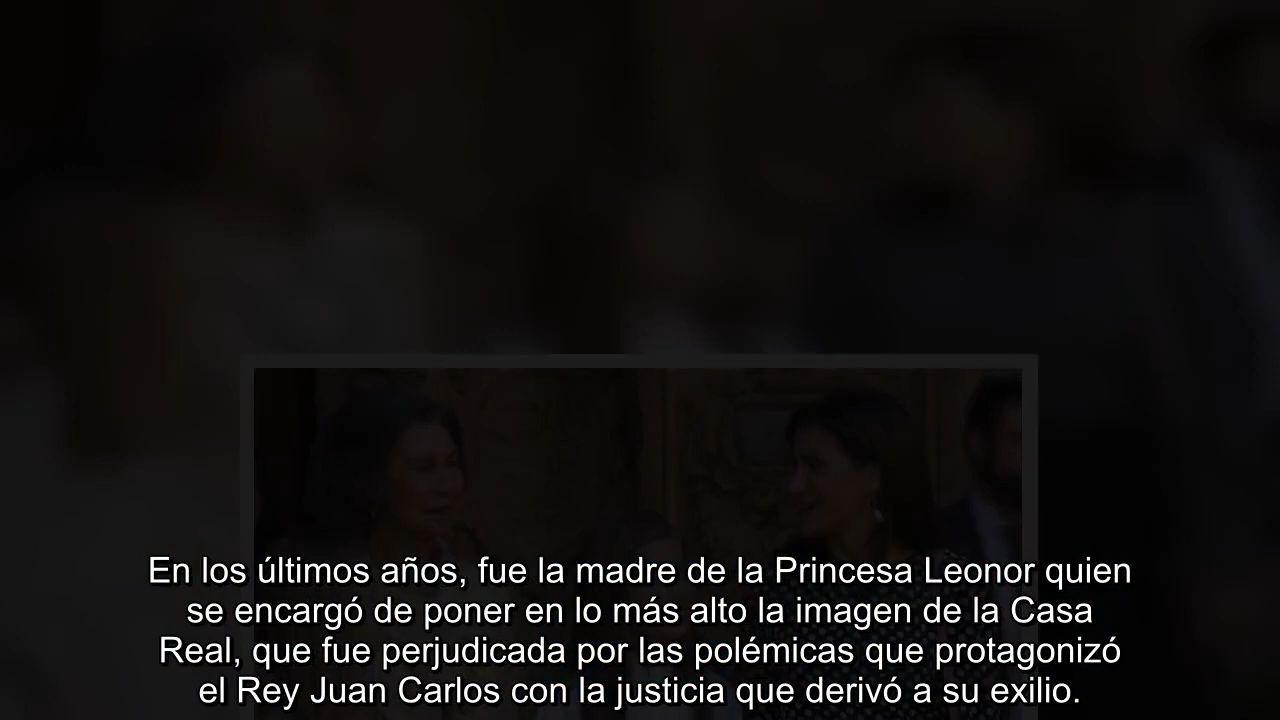 En los últimos años, fue la madre de la Princesa Leonor quien
se encargó de poner en lo más alto la imagen de la Casa
Real, que fue perjudicada por las polémicas que protagonizó
el Rey Juan Carlos con la justicia que derivó a su exilio.